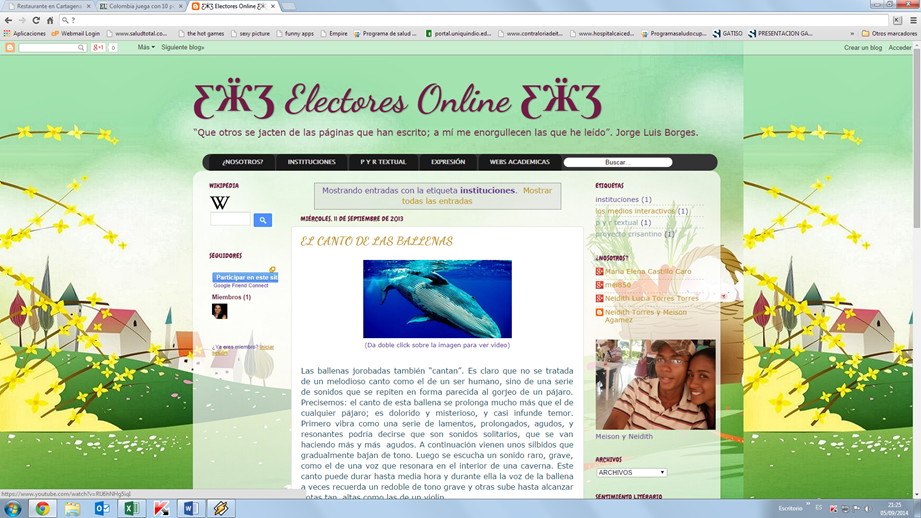 Restaurante en Cartagena
Colombia juega con 10 p
Electores Online
?
Aplicaciones
Webmail Login
www.saludtotal.co...
the hot games
sexy picture
funny apps
Empire
Programa de salud ...
portal.uniquindio.ed...
www.contraloriadeit...
www.hospitalcaiced...
Programasaludocup...
GATISO
PRESENTACION GA...
»
Otros marcadores
g+1
0
Más
Siguiente blog»
Crear un blog
Acceder
Ƹ̈Ӝ̈Ʒ Electores Online Ƹ̈Ӝ̈Ʒ
"Que otros se jacten de las páginas que han escrito; a mí me enorgullecen las que he leído". Jorge Luis Borges.
¿NOSOTROS?
INSTITUCIONES
P Y R TEXTUAL
EXPRESIÓN
WEBS ACADEMICAS
Buscar...
WIKIPEDIA
W
SEGUIDORES
Participar en este sit
Google Friend Connect
Miembros (1)
¿Ya eres miembro? Iniciar
sesión
Mostrando entradas con la etiqueta instituciones. Mostrar
todas las entradas
MIÉRCOLES, 11 DE SEPTIEMBRE DE 2013
EL CANTO DE LAS BALLENAS
(Da doble click sobre la imagen para ver video)
Las ballenas jorobadas también "cantan". Es claro que no se tratada
de un melodioso canto como el de un ser humano, sino de una serie
de sonidos que se repiten en forma parecida al gorjeo de un pájaro.
Precisemos: el canto de esta ballena se prolonga mucho más que el de
cualquier pájaro; es dolorido y misterioso, y casi infunde temor.
Primero vibra como una serie de lamentos, prolongados, agudos, y
resonantes podría decirse que son sonidos solitarios, que se van
haciendo más y más agudos. A continuación vienen unos silbidos que
gradualmente bajan de tono. Luego se escucha un sonido raro, grave,
como el de una voz que resonara en el interior de una caverna. Este
canto puede durar hasta media hora y durante ella la voz de la ballena
a veces recuerda un redoble de tono grave y otras sube hasta alcanzar
notas tan altas como las de un violín
ETIQUETAS
instituciones (1)
los medios interactivos (1)
p y r textual (1)
proyecto crisantino (1)
¿NOSOTROS?
Maria Elena Castillo Caro
mei850
Neidith Lucia Torres Torres
Neidith Torres y Meison
Agamez
Meison y Neidith
ARCHIVOS
ARCHIVOS
SENTIMIENTO LITERARIO
https://www.youtube.com/watch?v=RU6hNHg5iqI
Escritorio
»
ES
21:25
05/09/2014